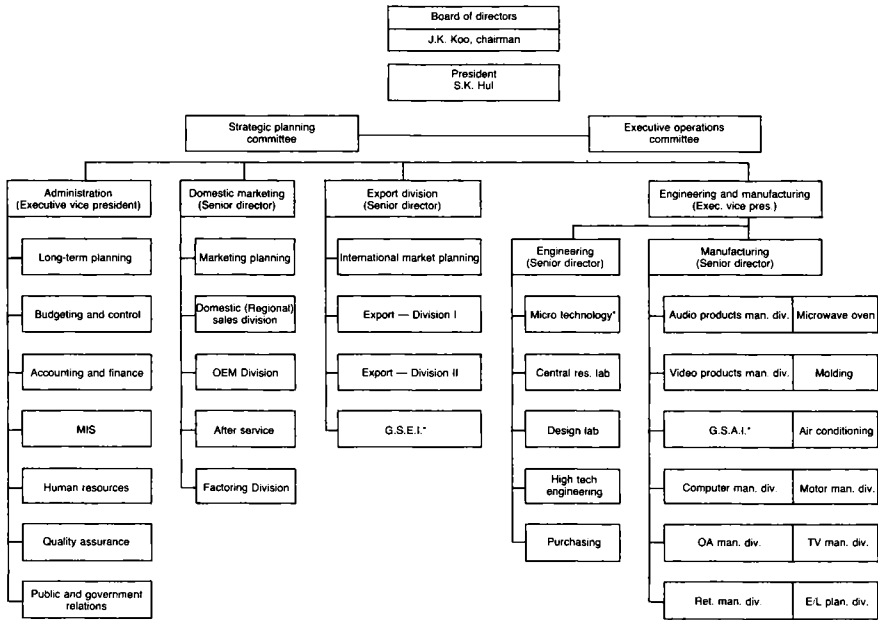 Board of directors
J.K. Koo, chairman
President
S.K. Hul
Strategic planning
committee
Executive operations
committee
Administration
(Executive vice president)
Domestic marketing
(Senior director)
Export division
(Senior director)
Engineering and manufacturing
(Exec. vice pres.)
Long-term planning
Budgeting and control
Accounting and finance
MIS
Human resources
Quality assurance
Public and government
relations
Marketing planning
Domestic (Regional)
sales division
OEM Division
After service
Factoring Division
International market planning
Export — Division I
Export — Division II
G.S.E.I.*
Engineering
(Senior director)
Micro technology*
Central res. lab
Design lab
High tech
engineering
Purchasing
Manufacturing
(Senior director)
Audio products man. div.
Microwave oven
Video products man. div.
Molding
G.S.A.I.*
Air conditioning
Computer man. div.
Motor man. div.
OA man. div.
TV man. div.
Ret. man. div.
E/L plan. div.